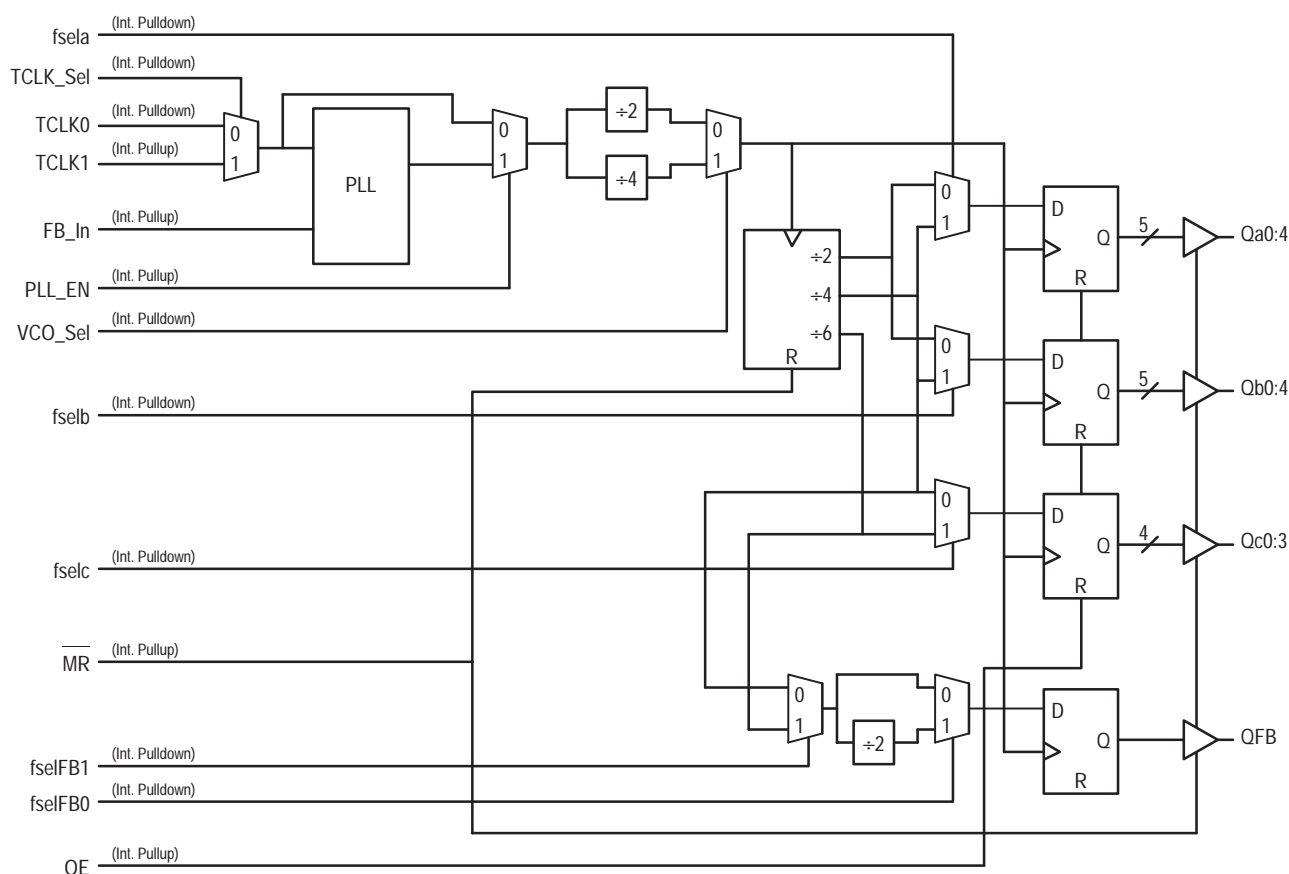 fsela (Int. Pulldown)
TCLK_Sel (Int. Pulldown)
TCLK0 (Int. Pulldown)
TCLK1 (Int. Pullup)
0
1
PLL
FB_In (Int. Pullup)
PLL_EN (Int. Pulldown)
VCO_Sel (Int. Pulldown)
0
1
÷2
÷4
0
1
÷2
÷4
÷6
R
0
1
D
Q
R
5
Qa0:4
fselb (Int. Pulldown)
0
1
D
Q
R
5
Qb0:4
fselc (Int. Pulldown)
0
1
D
Q
R
4
Qc0:3
MR (Int. Pullup)
fselFB1 (Int. Pulldown)
fselFB0 (Int. Pulldown)
0
1
÷2
0
1
D
Q
R
QFB
OE (Int. Pullup)